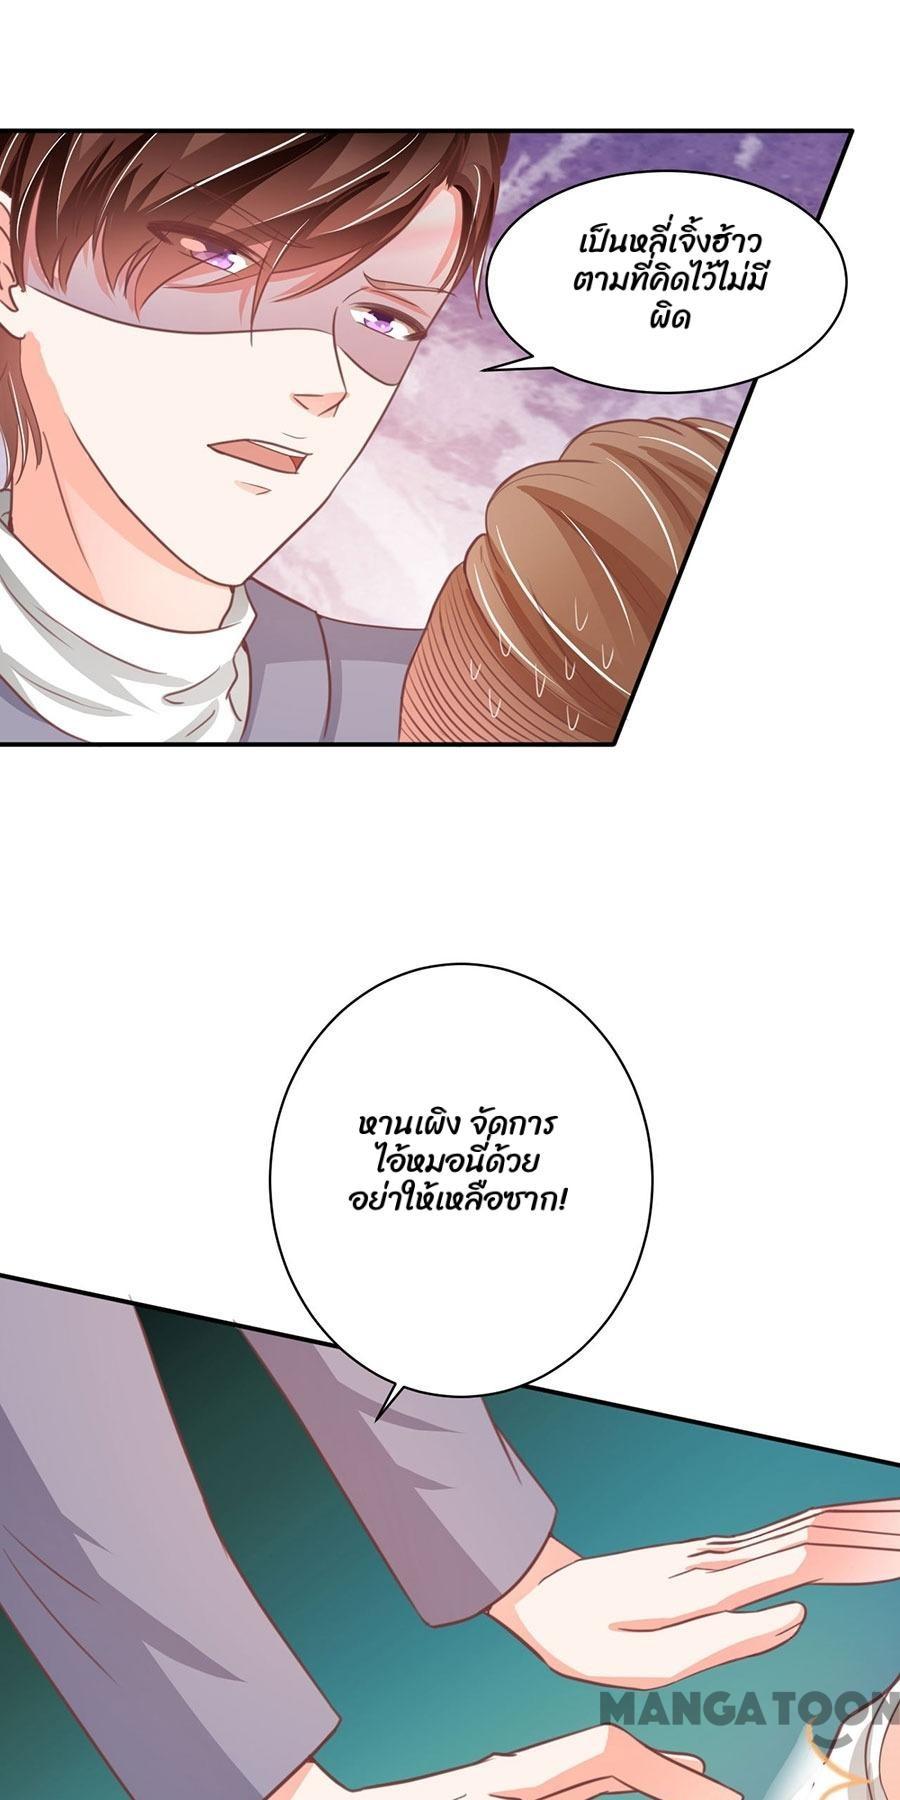 เป็นหลี่เจิ้งฮ้าว
ตามที่คิดไว้ไม่มี
ผิด
หานเผิง จัดการ
ไอ้หมอนี่ด้วย
อย่าให้เหลือซาก!
MANGATOON